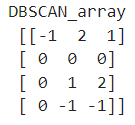 DBSCAN_array
[[-1 2 1]
[ 0 0 0]
[ 0 1 2]
[ 0 -1 -1]]